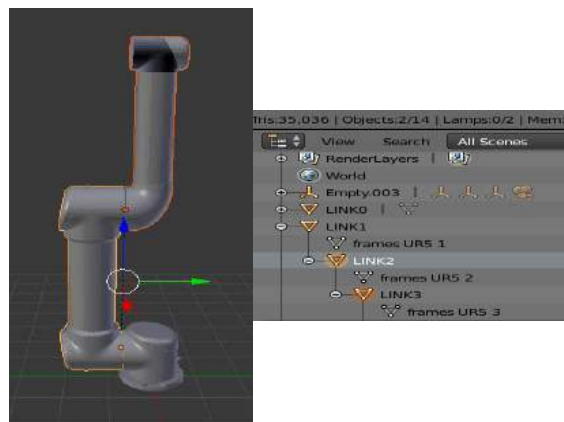 Tris:35,036 | Objects:2/14 | Lamps:0/2 | Mem:
View Search All Scenes
RenderLayers |
World
Empty.003 |
LINK0 |
LINK1
frames UR5 1
LINK2
frames UR5 2
LINK3
frames UR5 3